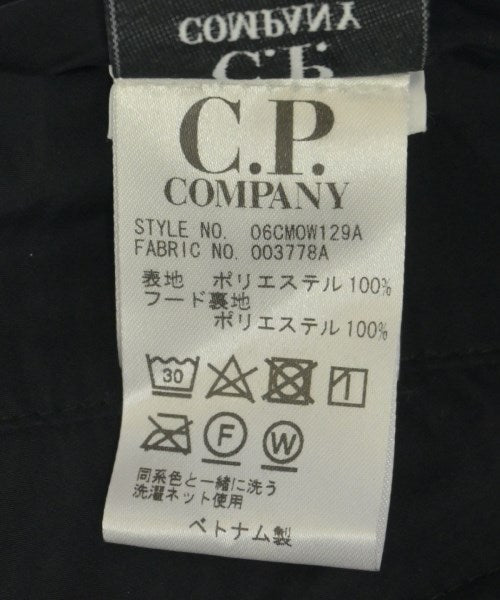 COMPANY
C.P.
C.P.
COMPANY
STYLE NO. 06CMOW129A
FABRIC NO. 003778A
表地 ポリエステル100%
フード裏地
ポリエステル100%
30
F W
同系色と一緒に洗う
洗濯ネット使用
ベトナム製